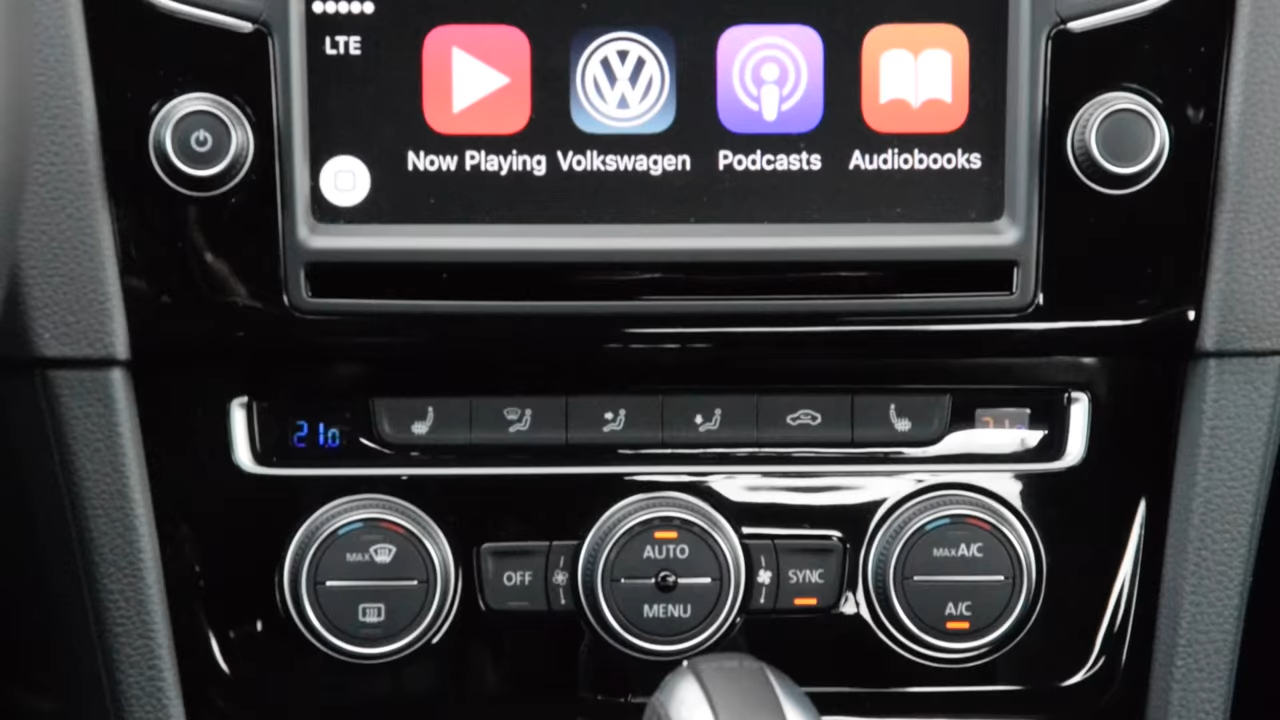 LTE
Now Playing Volkswagen Podcasts Audiobooks
21.0
MAX
OFF
AUTO
MENU
SYNC
MAX A/C
A/C